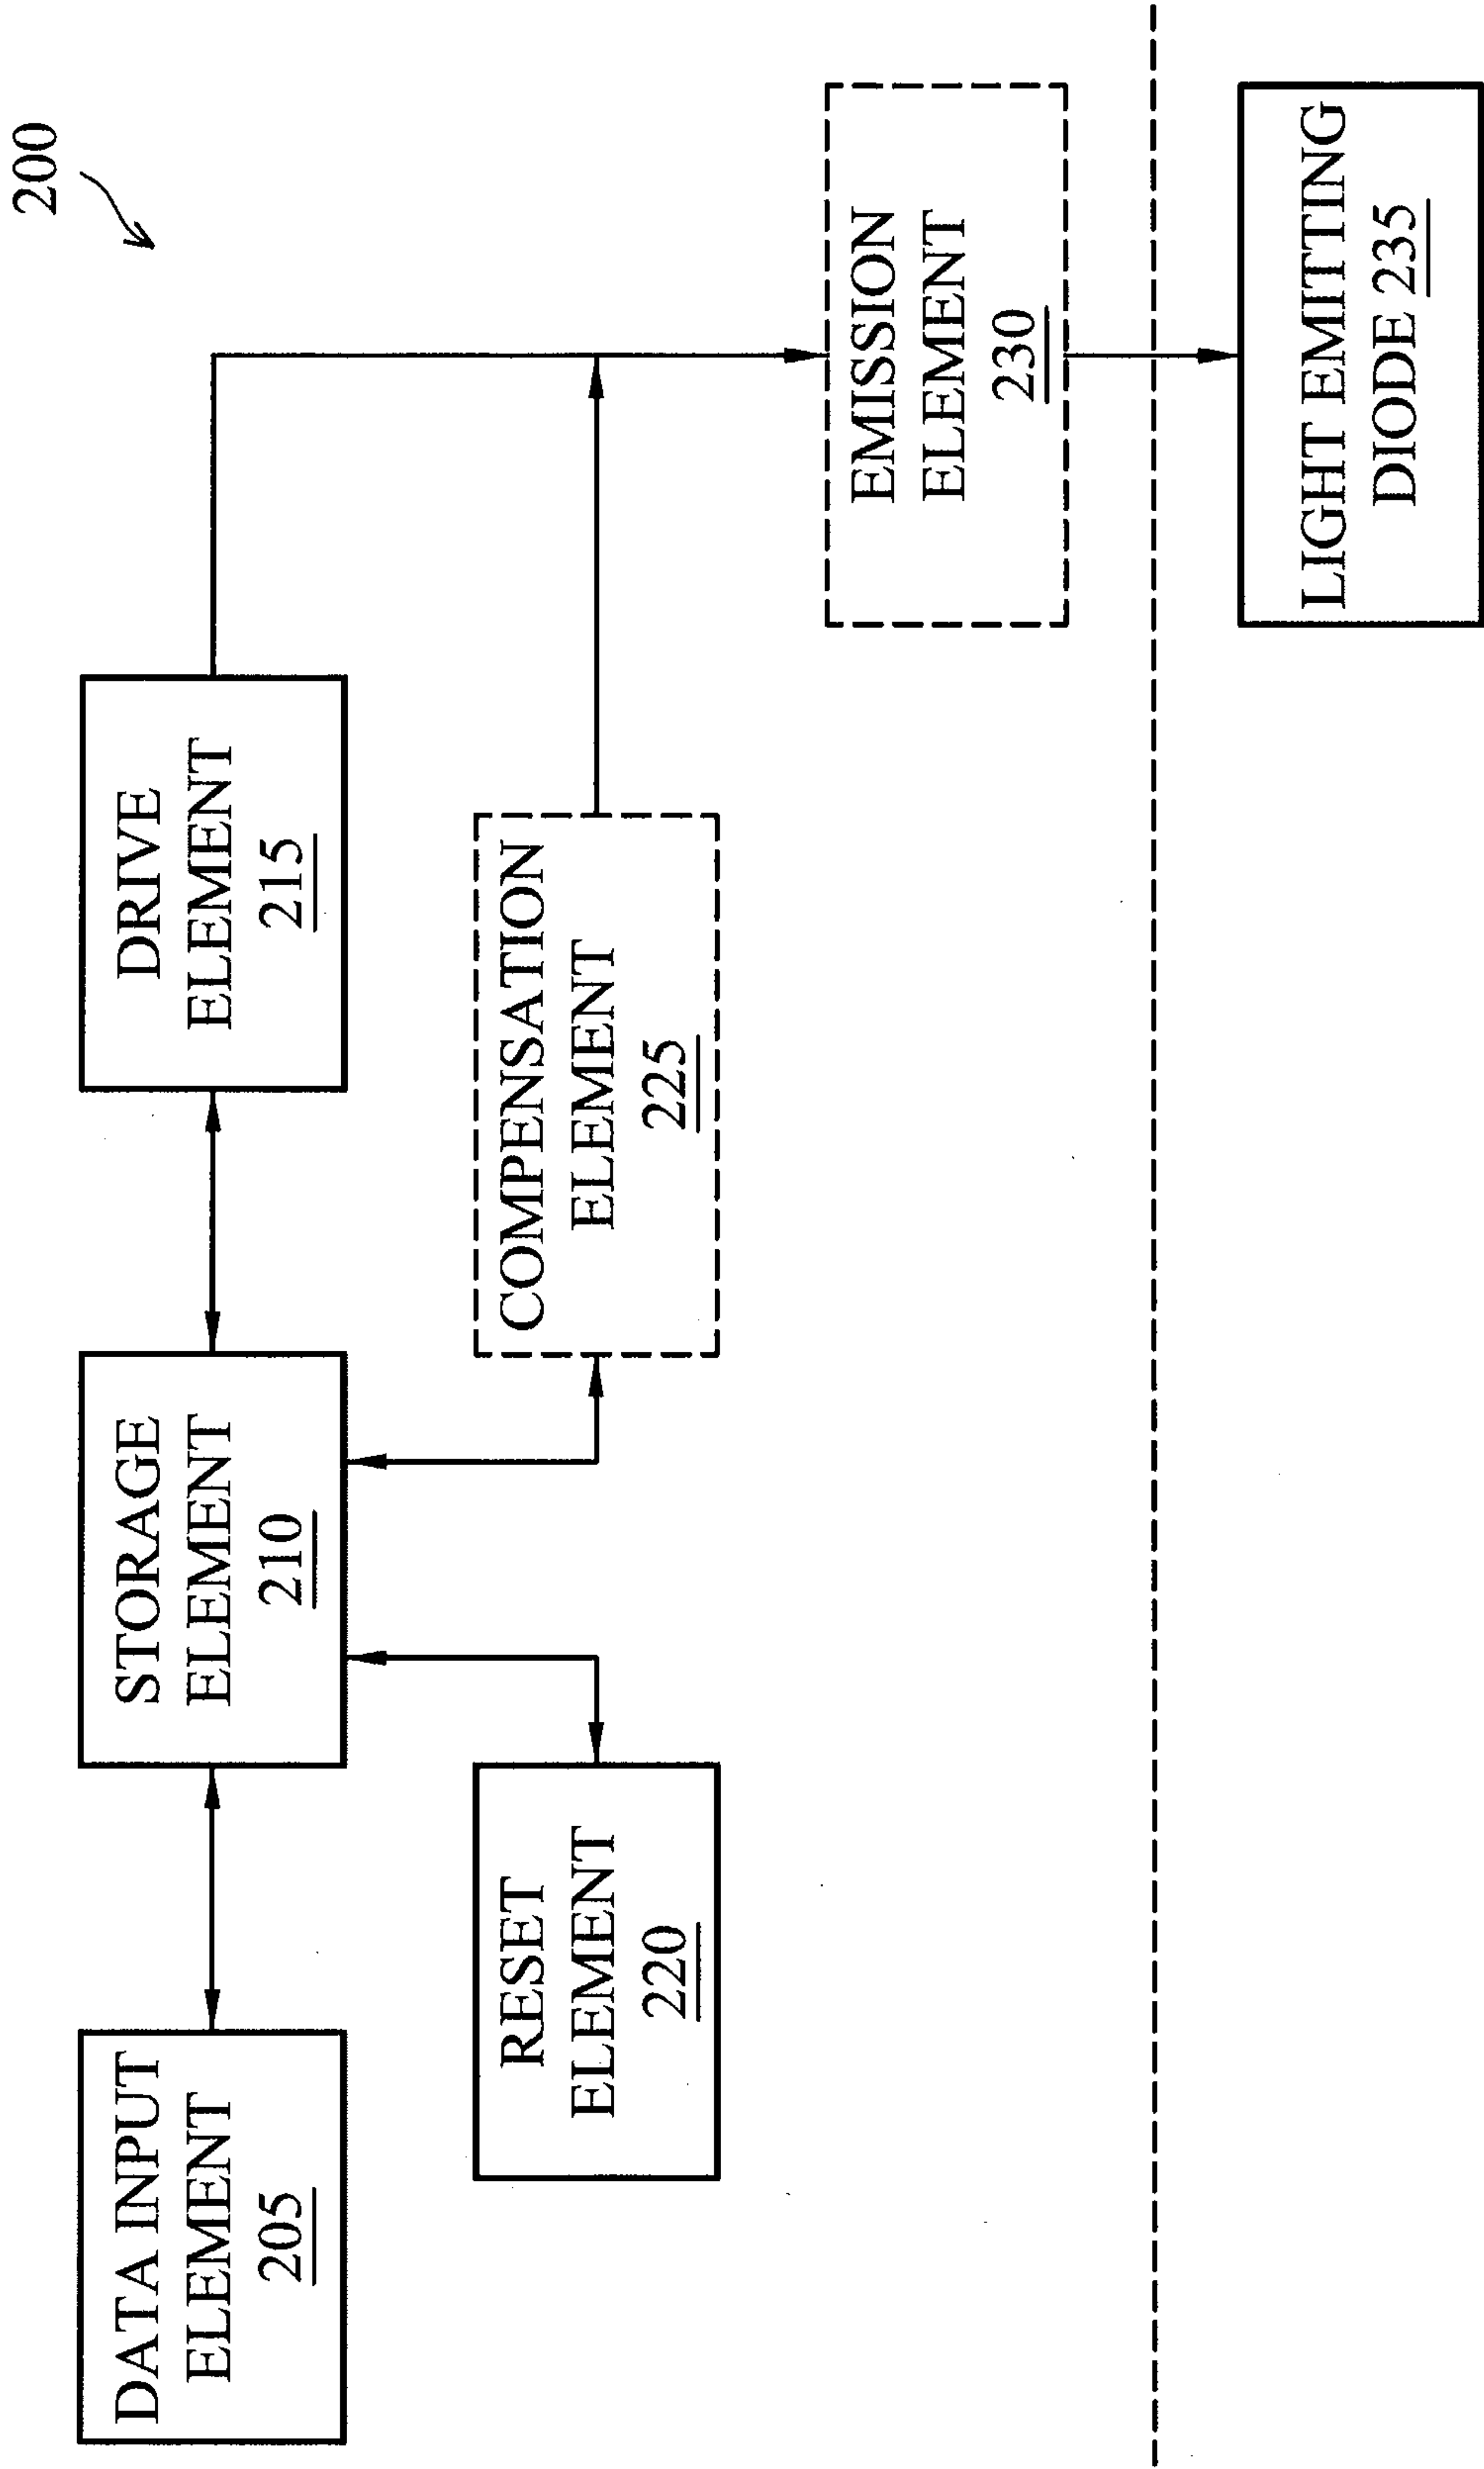 200
DATA INPUT
ELEMENT
205
STORAGE
ELEMENT
210
DRIVE
ELEMENT
215
RESET
ELEMENT
220
COMPENSATION
ELEMENT
225
EMISSION
ELEMENT
230
LIGHT EMITTING
DIODE 235